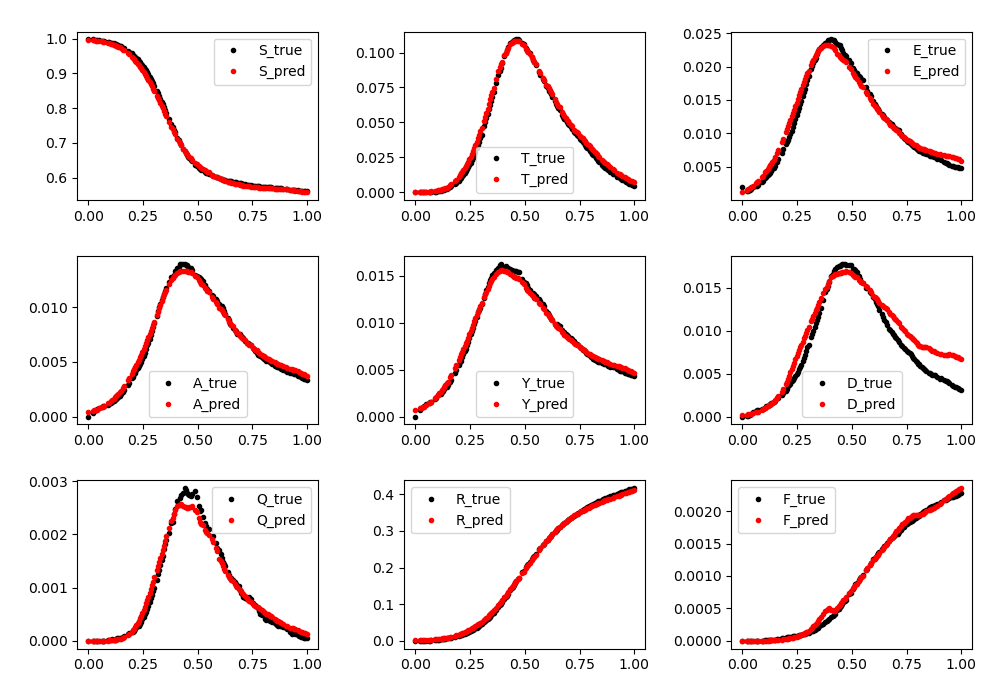 1.0
0.9
0.8
0.7
0.6
0.00 0.25 0.50 0.75 1.00
S_true
S_pred
0.100
0.075
0.050
0.025
0.000
0.00 0.25 0.50 0.75 1.00
T_true
T_pred
0.025
0.020
0.015
0.010
0.005
0.00 0.25 0.50 0.75 1.00
E_true
E_pred
0.010
0.005
0.000
0.00 0.25 0.50 0.75 1.00
A_true
A_pred
0.015
0.010
0.005
0.000
0.00 0.25 0.50 0.75 1.00
Y_true
Y_pred
0.015
0.010
0.005
0.000
0.00 0.25 0.50 0.75 1.00
D_true
D_pred
0.003
0.002
0.001
0.000
0.00 0.25 0.50 0.75 1.00
Q_true
Q_pred
0.4
0.3
0.2
0.1
0.0
0.00 0.25 0.50 0.75 1.00
R_true
R_pred
0.0020
0.0015
0.0010
0.0005
0.0000
0.00 0.25 0.50 0.75 1.00
F_true
F_pred